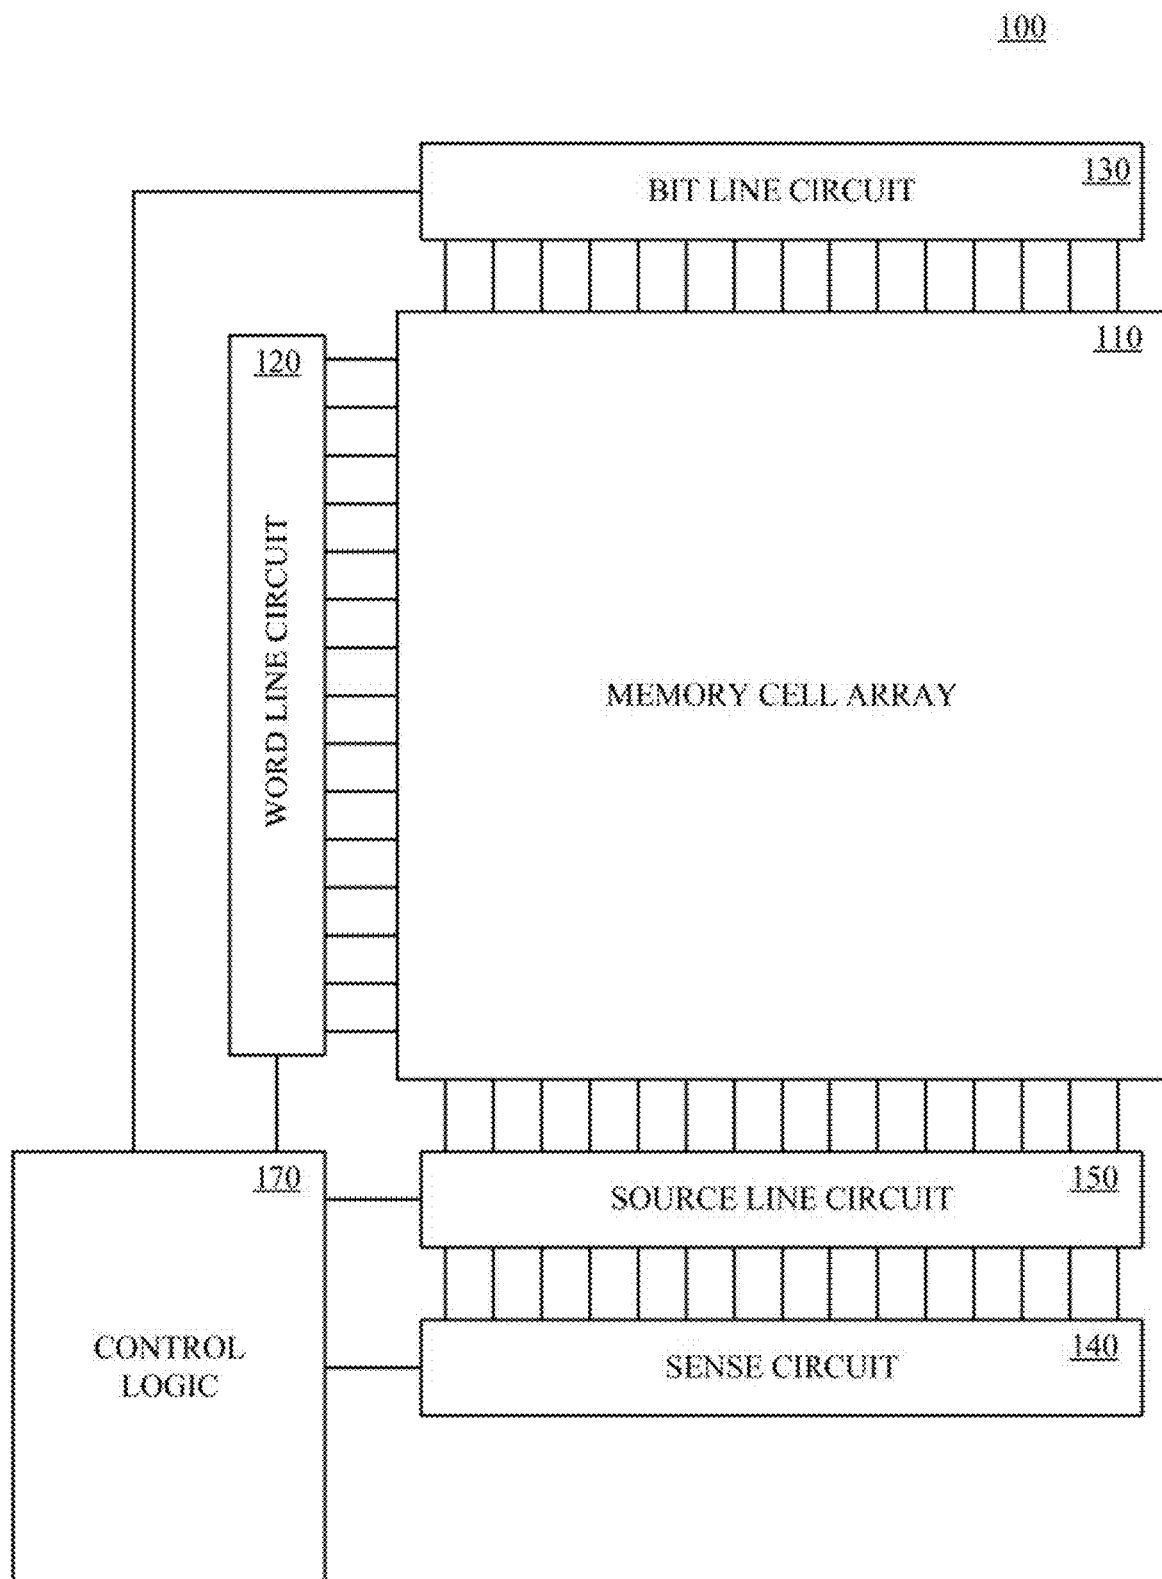 100
130
BIT LINE CIRCUIT
110
120
WORD LINE CIRCUIT
MEMORY CELL ARRAY
170
150
SOURCE LINE CIRCUIT
CONTROL
LOGIC
140
SENSE CIRCUIT